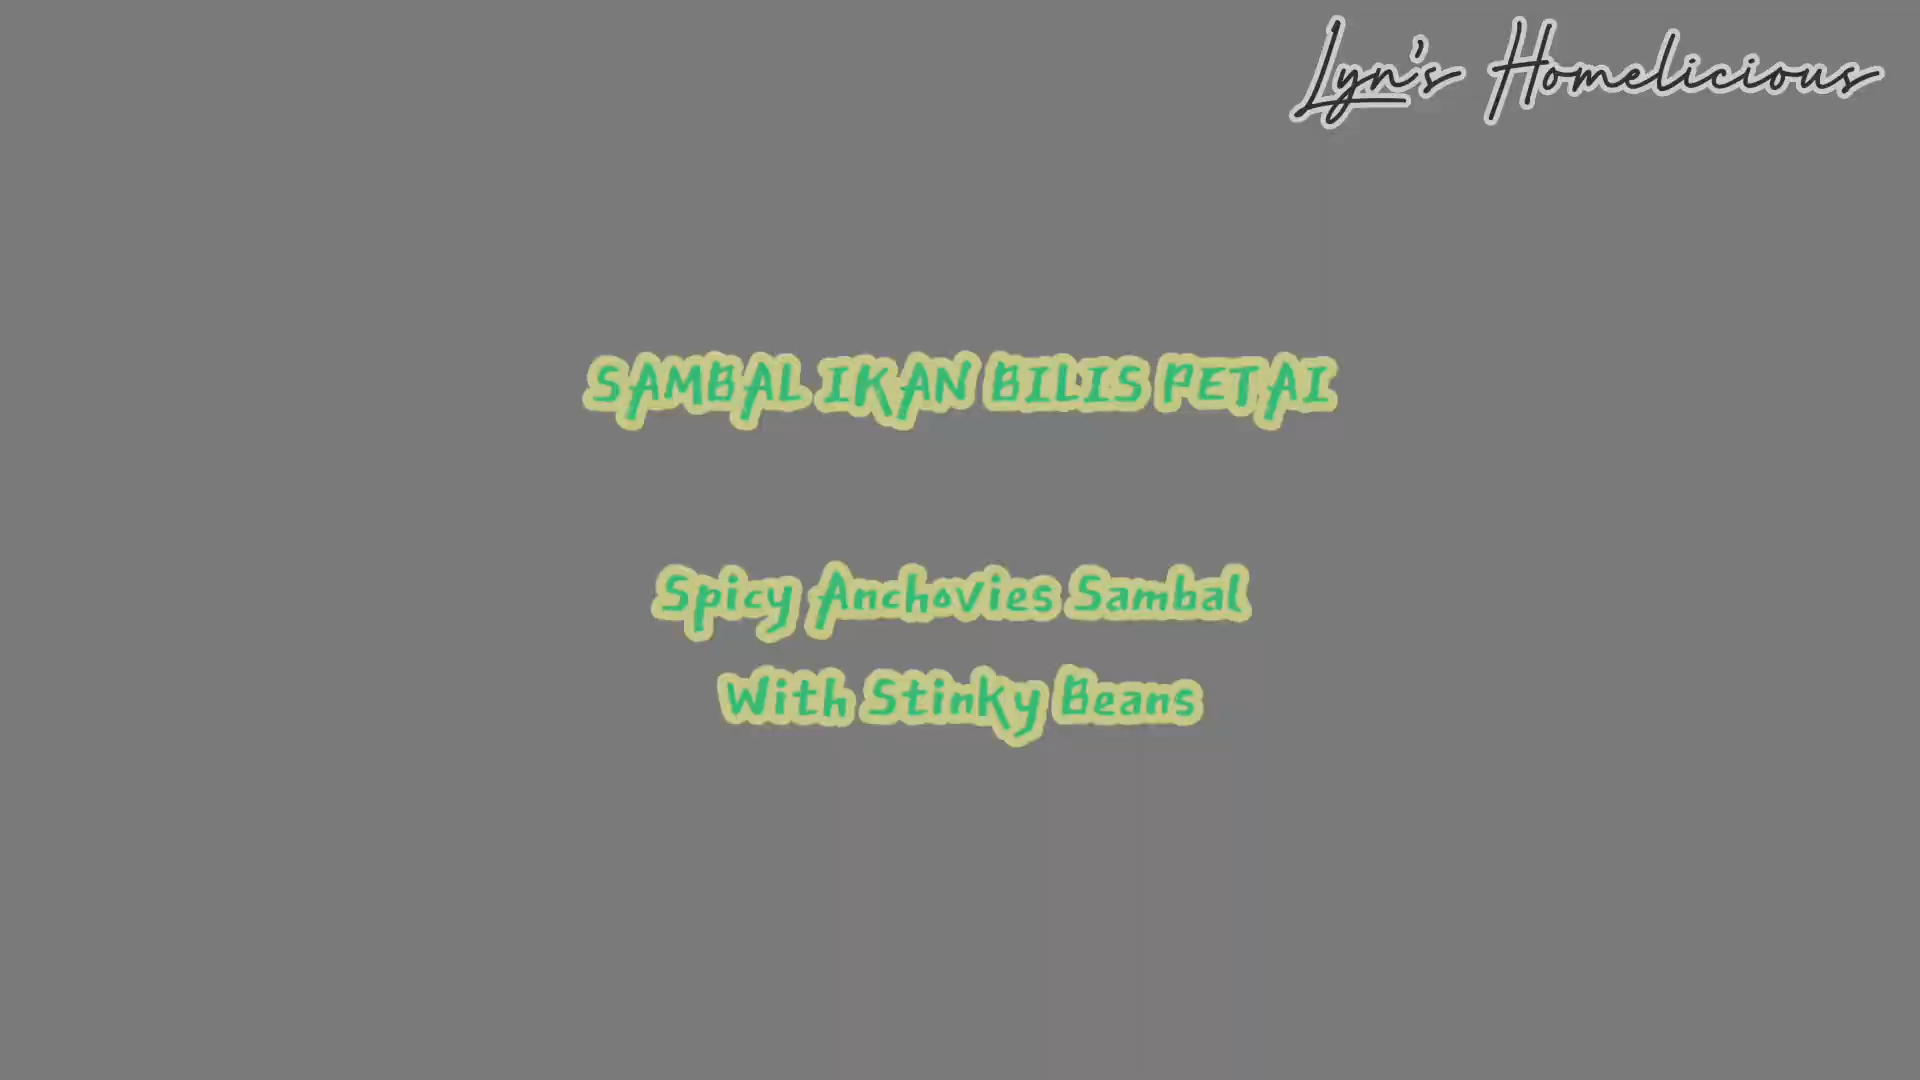 Lyn's Homelicious
SAMBAL IKAN BILIS PETAI
Spicy Anchovies Sambal
With Stinky Beans